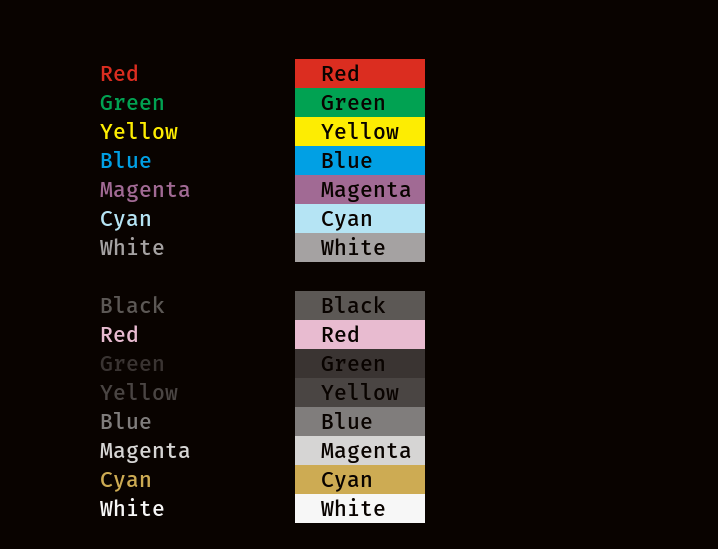 Red Red
Green Green
Yellow Yellow
Blue Blue
Magenta Magenta
Cyan Cyan
White White
Black Black
Red Red
Green Green
Yellow Yellow
Blue Blue
Magenta Magenta
Cyan Cyan
White White